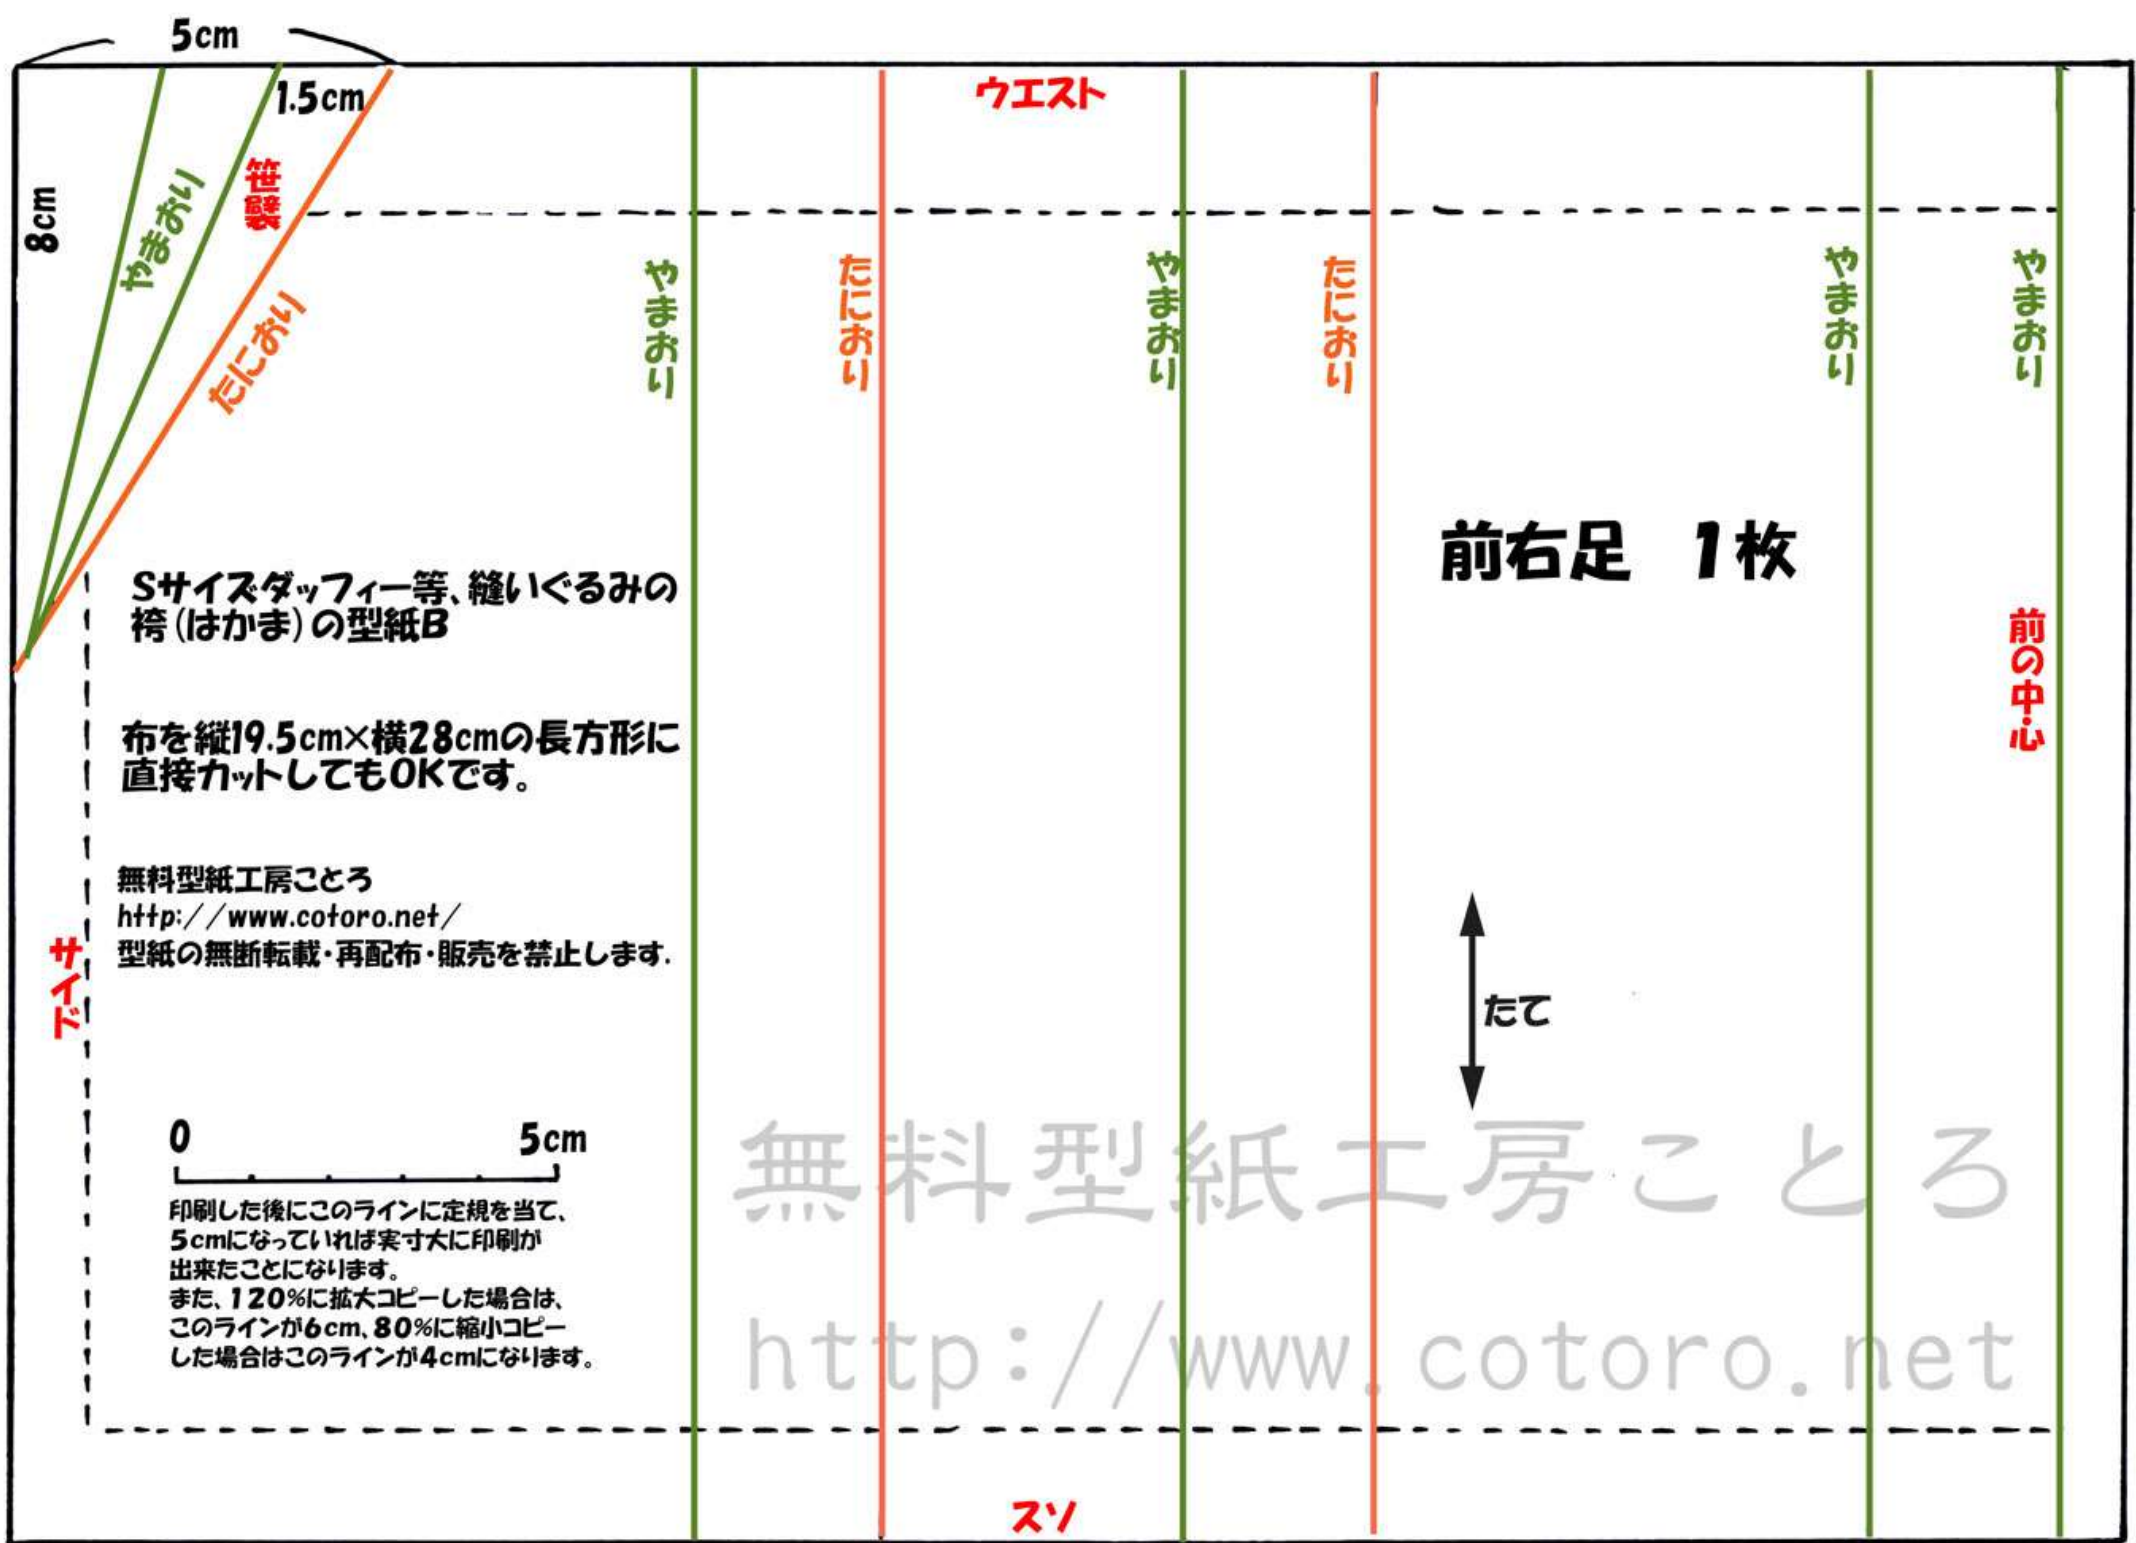 5cm
1.5cm
8cm
やまおり
笹襞
たにおり
ウエスト
やまおり
たにおり
やまおり
たにおり
やまおり
やまおり
前右足 1枚
前の中心
Sサイズダッフィー等、縫いぐるみの
袴(はかま)の型紙B
布を縦19.5cm×横28cmの長方形に
直接カットしてもOKです。
無料型紙工房ことろ
http://www.cotoro.net/
型紙の無断転載・再配布・販売を禁止します.
サイド
たて
0 5cm
印刷した後にこのラインに定規を当て、
5cmになっていれば実寸大に印刷が
出来たことになります。
また、120%に拡大コピーした場合は、
このラインが6cm、80%に縮小コピー
した場合はこのラインが4cmになります。
無料型紙工房ことろ
http://www.cotoro.net
スソ